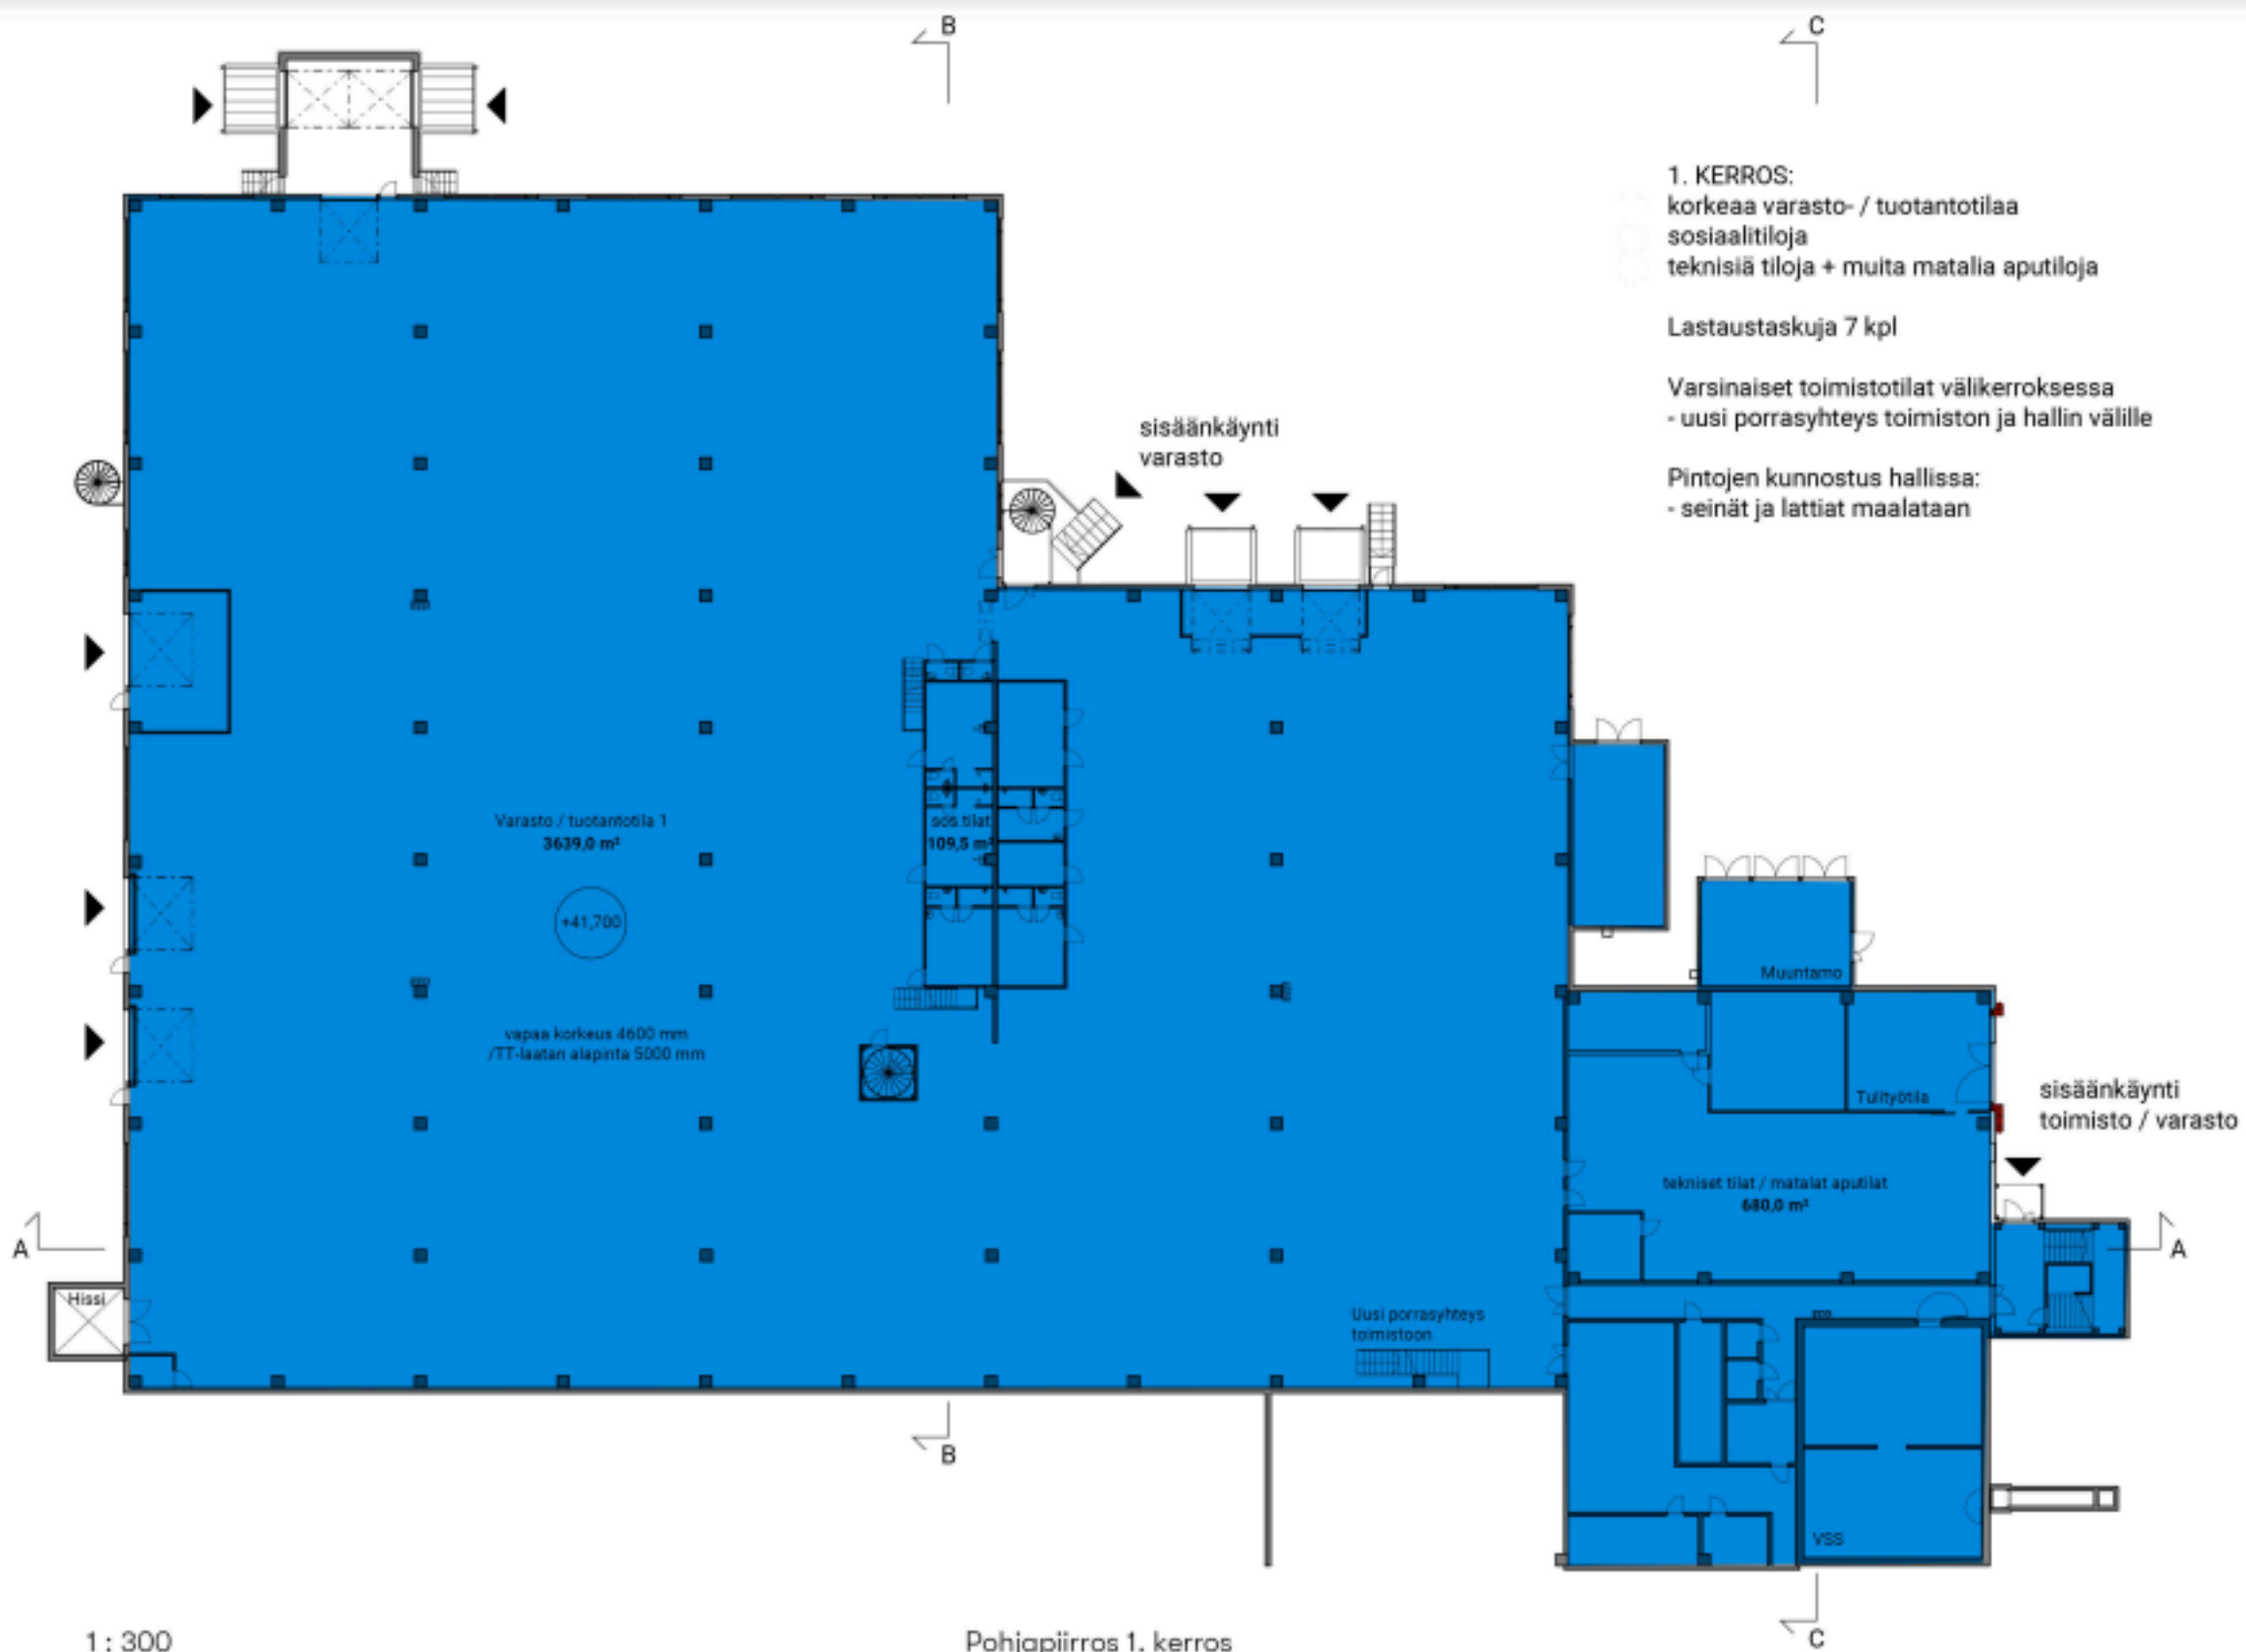 B
C
1. KERROS:
korkeaa varasto- / tuotantotilaa
sosiaalitiloja
teknisiä tiloja + muita matalia aputiloja
Lastaustaskuja 7 kpl
Varsinaiset toimistotilat välikerroksessa
- uusi porrasyhteys toimiston ja hallin välille
Pintojen kunnostus hallissa:
- seinät ja lattiat maalataan
sisäänkäynti
varasto
Varasto / tuotantotila 1
3639,0 m²
sos.tilat
109,5 m²
+41,700
vapaa korkeus 4600 mm
/TT-laatan alapinta 5000 mm
Muuntamo
Tulityötila
sisäänkäynti
toimisto / varasto
tekniset tilat / matalat aputilat
680,0 m²
A
A
Hissi
Uusi porrasyhteys
toimistoon
B
VSS
C
1 : 300
Pohjapiirros 1. kerros